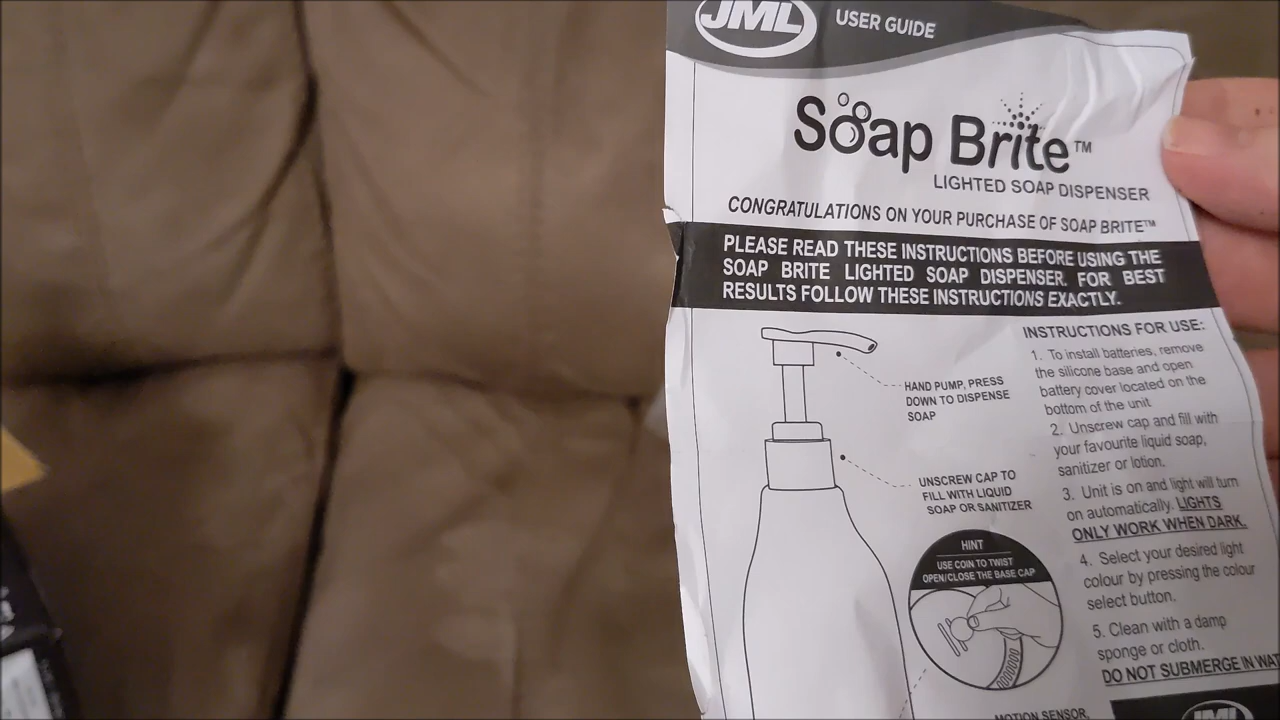 JML
USER GUIDE
Soap Brite™
LIGHTED SOAP DISPENSER
CONGRATULATIONS ON YOUR PURCHASE OF SOAP BRITE™
PLEASE READ THESE INSTRUCTIONS BEFORE USING THE
SOAP BRITE LIGHTED SOAP DISPENSER. FOR BEST
RESULTS FOLLOW THESE INSTRUCTIONS EXACTLY.
HAND PUMP, PRESS
DOWN TO DISPENSE
SOAP
UNSCREW CAP TO
FILL WITH LIQUID
SOAP OR SANITIZER
HINT
USE COIN TO TWIST
OPEN/CLOSE THE BASE CAP
MOTION SENSOR,
INSTRUCTIONS FOR USE:
1. To install batteries, remove
the silicone base and open
battery cover located on the
bottom of the unit
2. Unscrew cap and fill with
your favourite liquid soap,
sanitizer or lotion.
3. Unit is on and light will turn
on automatically. LIGHTS
ONLY WORK WHEN DARK.
4. Select your desired light
colour by pressing the colour
select button.
5. Clean with a damp
sponge or cloth.
DO NOT SUBMERGE IN WAT
JML